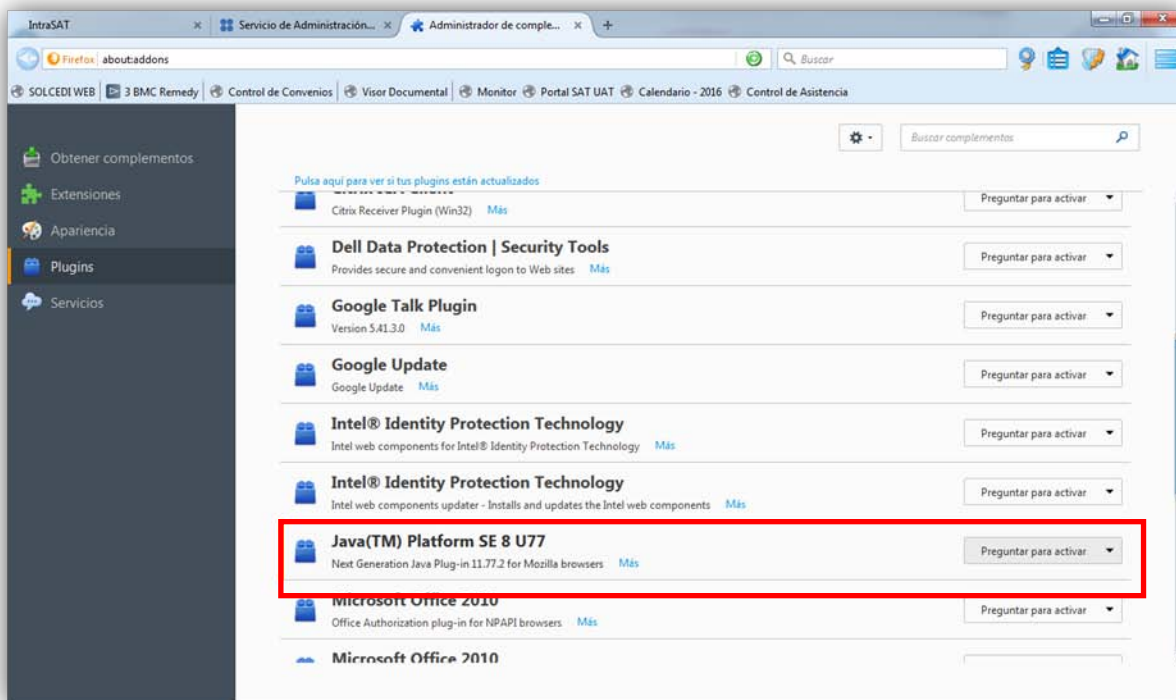 IntraSAT
Servicio de Administración...
Administrador de comple...
Firefox about:addons
Buscar
SOLCEDI WEB 3 BMC Remedy Control de Convenios Visor Documental Monitor Portal SAT UAT Calendario - 2016 Control de Asistencia
Buscar complementos
Obtener complementos
Extensiones
Apariencia
Plugins
Servicios
Pulsa aquí para ver si tus plugins están actualizados
Citrix Receiver Plugin (Win32) Más
Preguntar para activar
Dell Data Protection | Security Tools
Provides secure and convenient logon to Web sites Más
Preguntar para activar
Google Talk Plugin
Version 5.41.3.0 Más
Preguntar para activar
Google Update
Google Update Más
Preguntar para activar
Intel® Identity Protection Technology
Intel web components for Intel® Identity Protection Technology Más
Preguntar para activar
Intel® Identity Protection Technology
Intel web components updater - Installs and updates the Intel web components Más
Preguntar para activar
Java(TM) Platform SE 8 U77
Next Generation Java Plug-in 11.77.2 for Mozilla browsers Más
Preguntar para activar
Microsoft Office 2010
Office Authorization plug-in for NPAPI browsers Más
Preguntar para activar
Microsoft Office 2010